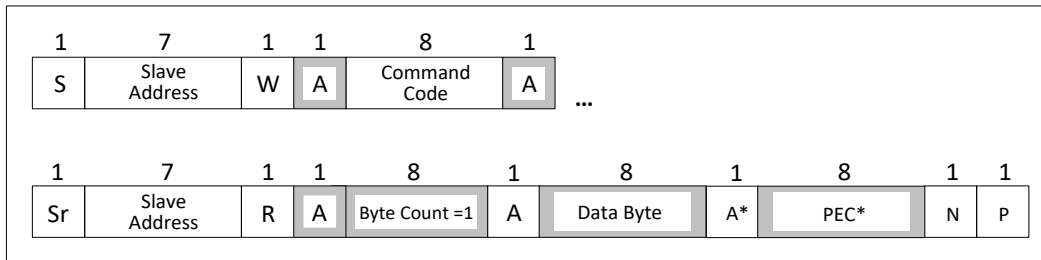 1 7 1 1 8 1
S Slave Address W A Command Code A ...
1 7 1 1 8 1 8 1 8 1 1
Sr Slave Address R A Byte Count =1 A Data Byte A* PEC* N P